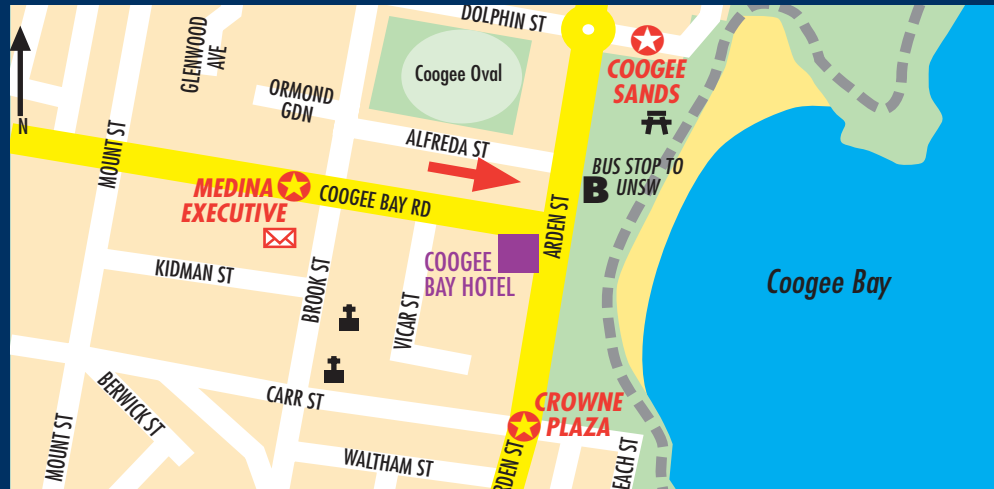 DOLPHIN ST
GLENWOOD
AVE
COOGEE
SANDS
Coogee Oval
ORMOND
GDN
N
MOUNT ST
ALFREDA ST
BUS STOP TO
UNSW
B
MEDINA
EXECUTIVE
COOGEE BAY RD
ARDEN ST
COOGEE
BAY HOTEL
KIDMAN ST
BROOK ST
VICAR ST
Coogee Bay
BERWICK ST
CARR ST
CROWNE
PLAZA
MOUNT ST
WALTHAM ST
RDEN ST
EACH ST